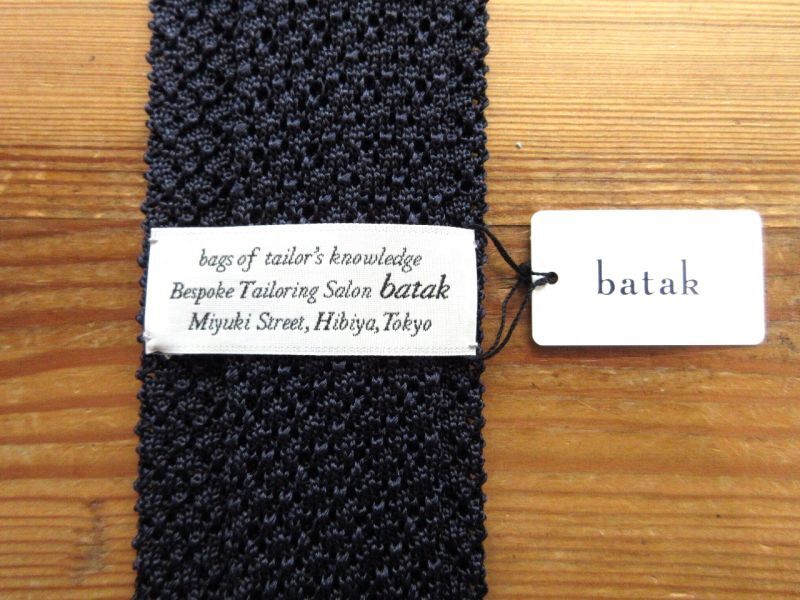 bags of tailor's knowledge
Bespoke Tailoring Salon batak
Miyuki Street, Hibiya, Tokyo
batak